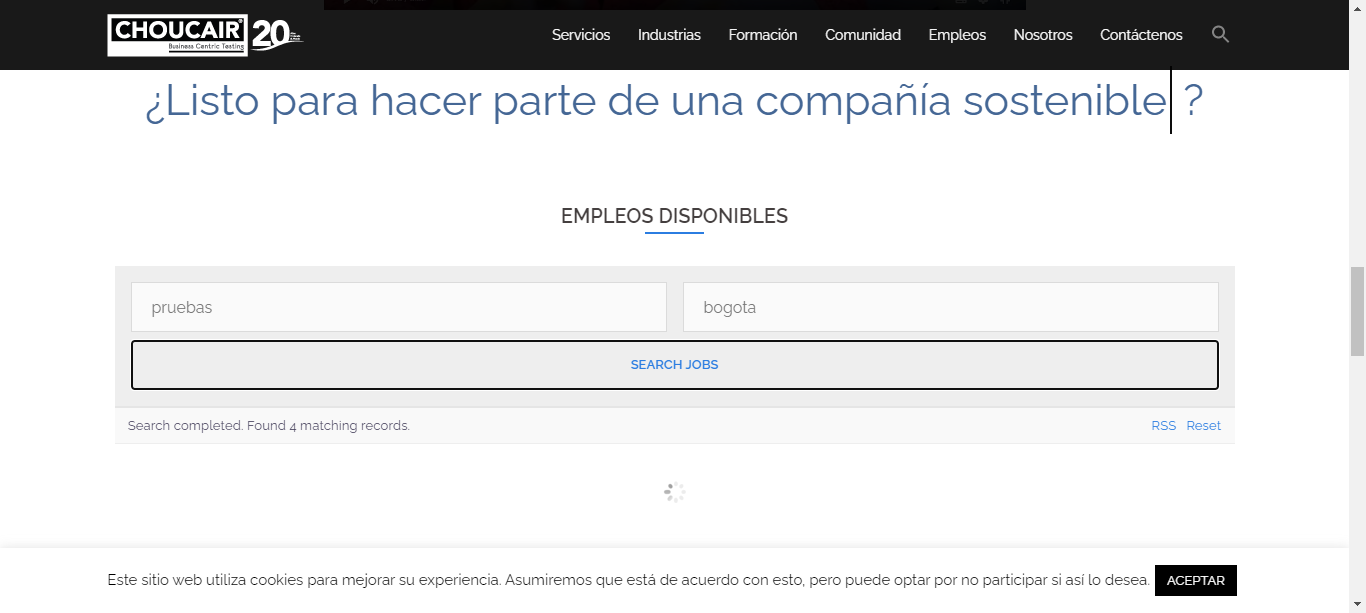 CHOUCAIR®
Business Centric Testing
20
Servicios Industrias Formación Comunidad Empleos Nosotros Contáctenos
¿Listo para hacer parte de una compañía sostenible ?
EMPLEOS DISPONIBLES
pruebas bogota
SEARCH JOBS
Search completed. Found 4 matching records. RSS Reset
Este sitio web utiliza cookies para mejorar su experiencia. Asumiremos que está de acuerdo con esto, pero puede optar por no participar si así lo desea. ACEPTAR